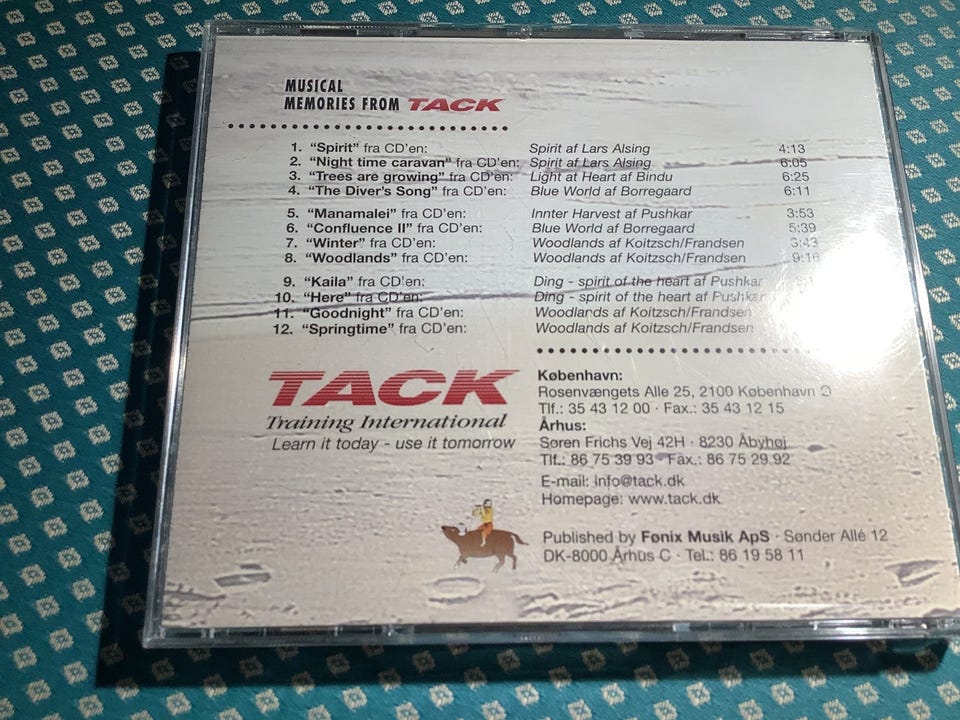 MUSICAL
MEMORIES FROM TACK
1. "Spirit" fra CD'en: Spirit af Lars Alsing 4:13
2. "Night time caravan" fra CD'en: Spirit af Lars Alsing 6:05
3. "Trees are growing" fra CD'en: Light at Heart af Bindu 6:25
4. "The Diver's Song" fra CD'en: Blue World af Borregaard 6:11
5. "Manamalei" fra CD'en: Innter Harvest af Pushkar 3:53
6. "Confluence II" fra CD'en: Blue World af Borregaard 5:39
7. "Winter" fra CD'en: Woodlands af Koitzsch/Frandsen 3:43
8. "Woodlands" fra CD'en: Woodlands af Koitzsch/Frandsen 9:16
9. "Kaila" fra CD'en: Ding - spirit of the heart af Pushkar
10. "Here" fra CD'en: Ding - spirit of the heart af Pushkar
11. "Goodnight" fra CD'en: Woodlands af Koitzsch/Frandsen
12. "Springtime" fra CD'en: Woodlands af Koitzsch/Frandsen
TACK
Training International
Learn it today - use it tomorrow
København:
Rosenvængets Alle 25, 2100 København Ø
Tlf.: 35 43 12 00 · Fax.: 35 43 12 15
Århus:
Søren Frichs Vej 42H · 8230 Åbyhøj
Tlf.: 86 75 39 93 · Fax.: 86 75 29 92
E-mail: info@tack.dk
Homepage: www.tack.dk
Published by Fønix Musik ApS · Sønder Allé 12
DK-8000 Århus C · Tel.: 86 19 58 11